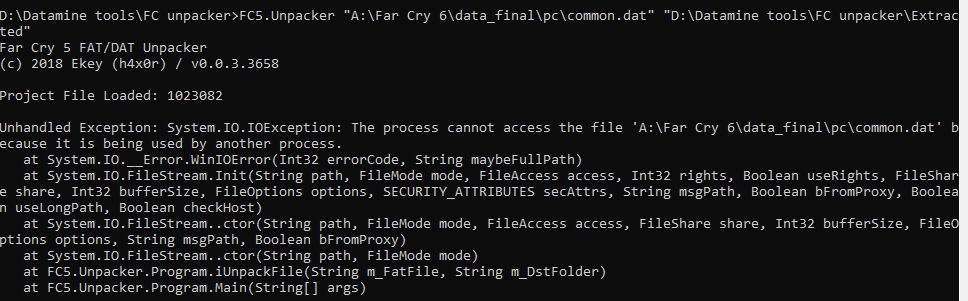 D:\Datamine tools\FC unpacker>FC5.Unpacker "A:\Far Cry 6\data_final\pc\common.dat" "D:\Datamine tools\FC unpacker\Extrac
ted"
Far Cry 5 FAT/DAT Unpacker
(c) 2018 Ekey (h4x0r) / v0.0.3.3658
Project File Loaded: 1023082
Unhandled Exception: System.IO.IOException: The process cannot access the file 'A:\Far Cry 6\data_final\pc\common.dat' b
ecause it is being used by another process.
   at System.IO.__Error.WinIOError(Int32 errorCode, String maybeFullPath)
   at System.IO.FileStream.Init(String path, FileMode mode, FileAccess access, Int32 rights, Boolean useRights, FileShar
e share, Int32 bufferSize, FileOptions options, SECURITY_ATTRIBUTES secAttrs, String msgPath, Boolean bFromProxy, Boolea
n useLongPath, Boolean checkHost)
   at System.IO.FileStream..ctor(String path, FileMode mode, FileAccess access, FileShare share, Int32 bufferSize, FileO
ptions options, String msgPath, Boolean bFromProxy)
   at System.IO.FileStream..ctor(String path, FileMode mode)
   at FC5.Unpacker.Program.iUnpackFile(String m_FatFile, String m_DstFolder)
   at FC5.Unpacker.Program.Main(String[] args)